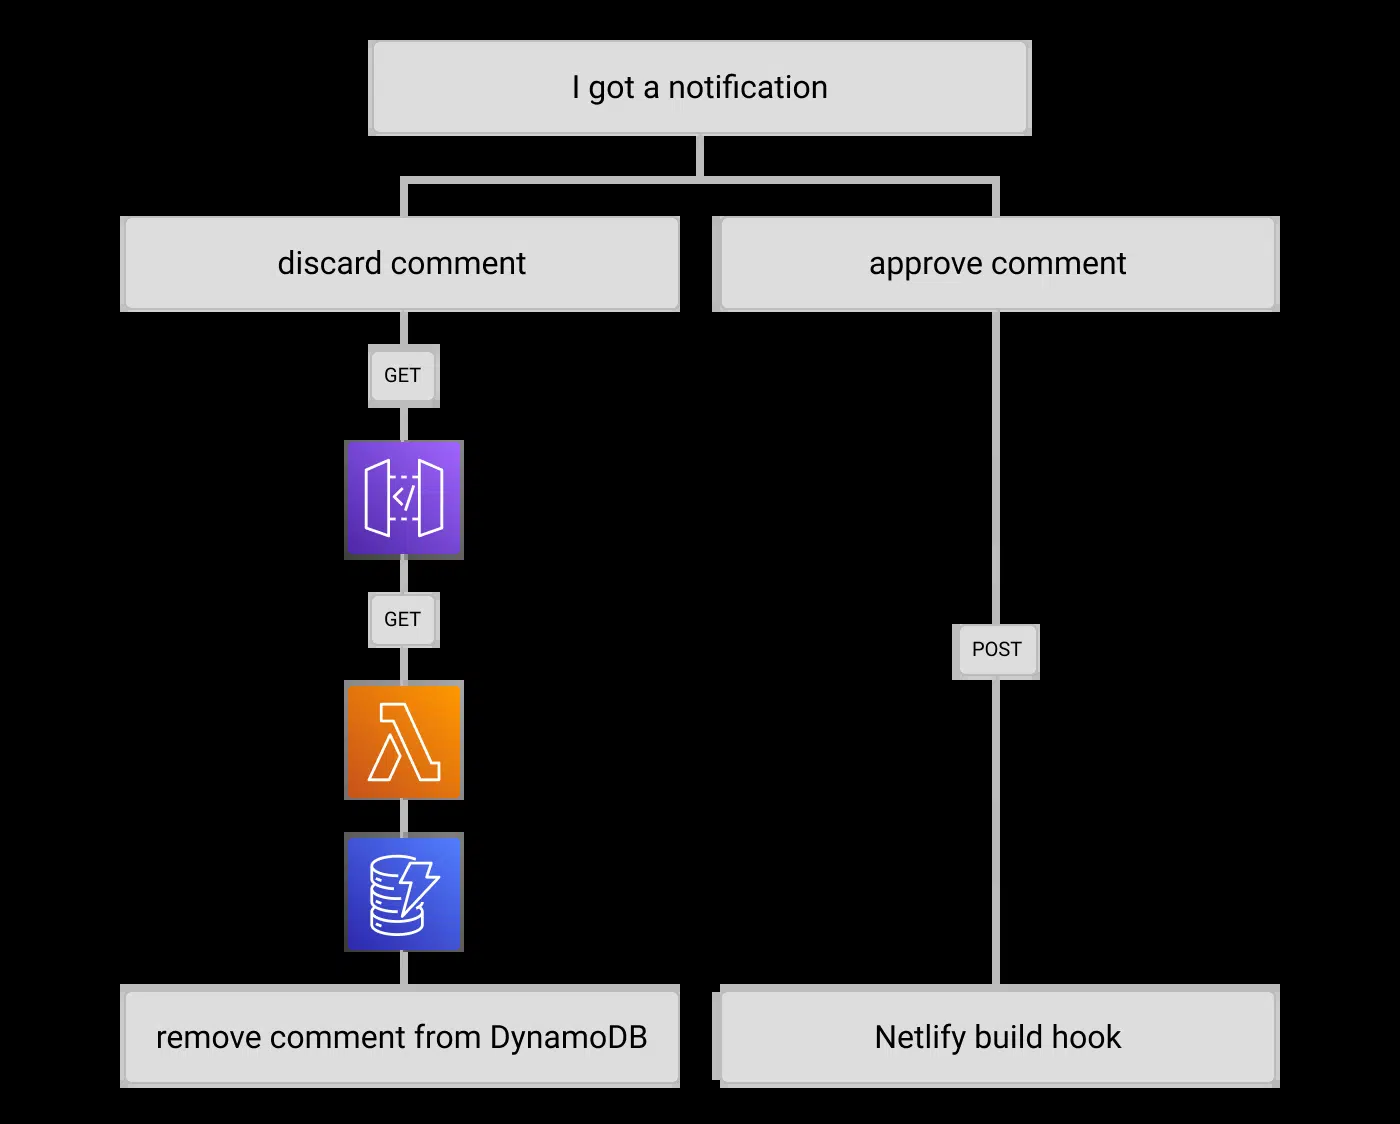 I got a notification
discard comment
approve comment
GET
</>
GET
POST
remove comment from DynamoDB
Netlify build hook